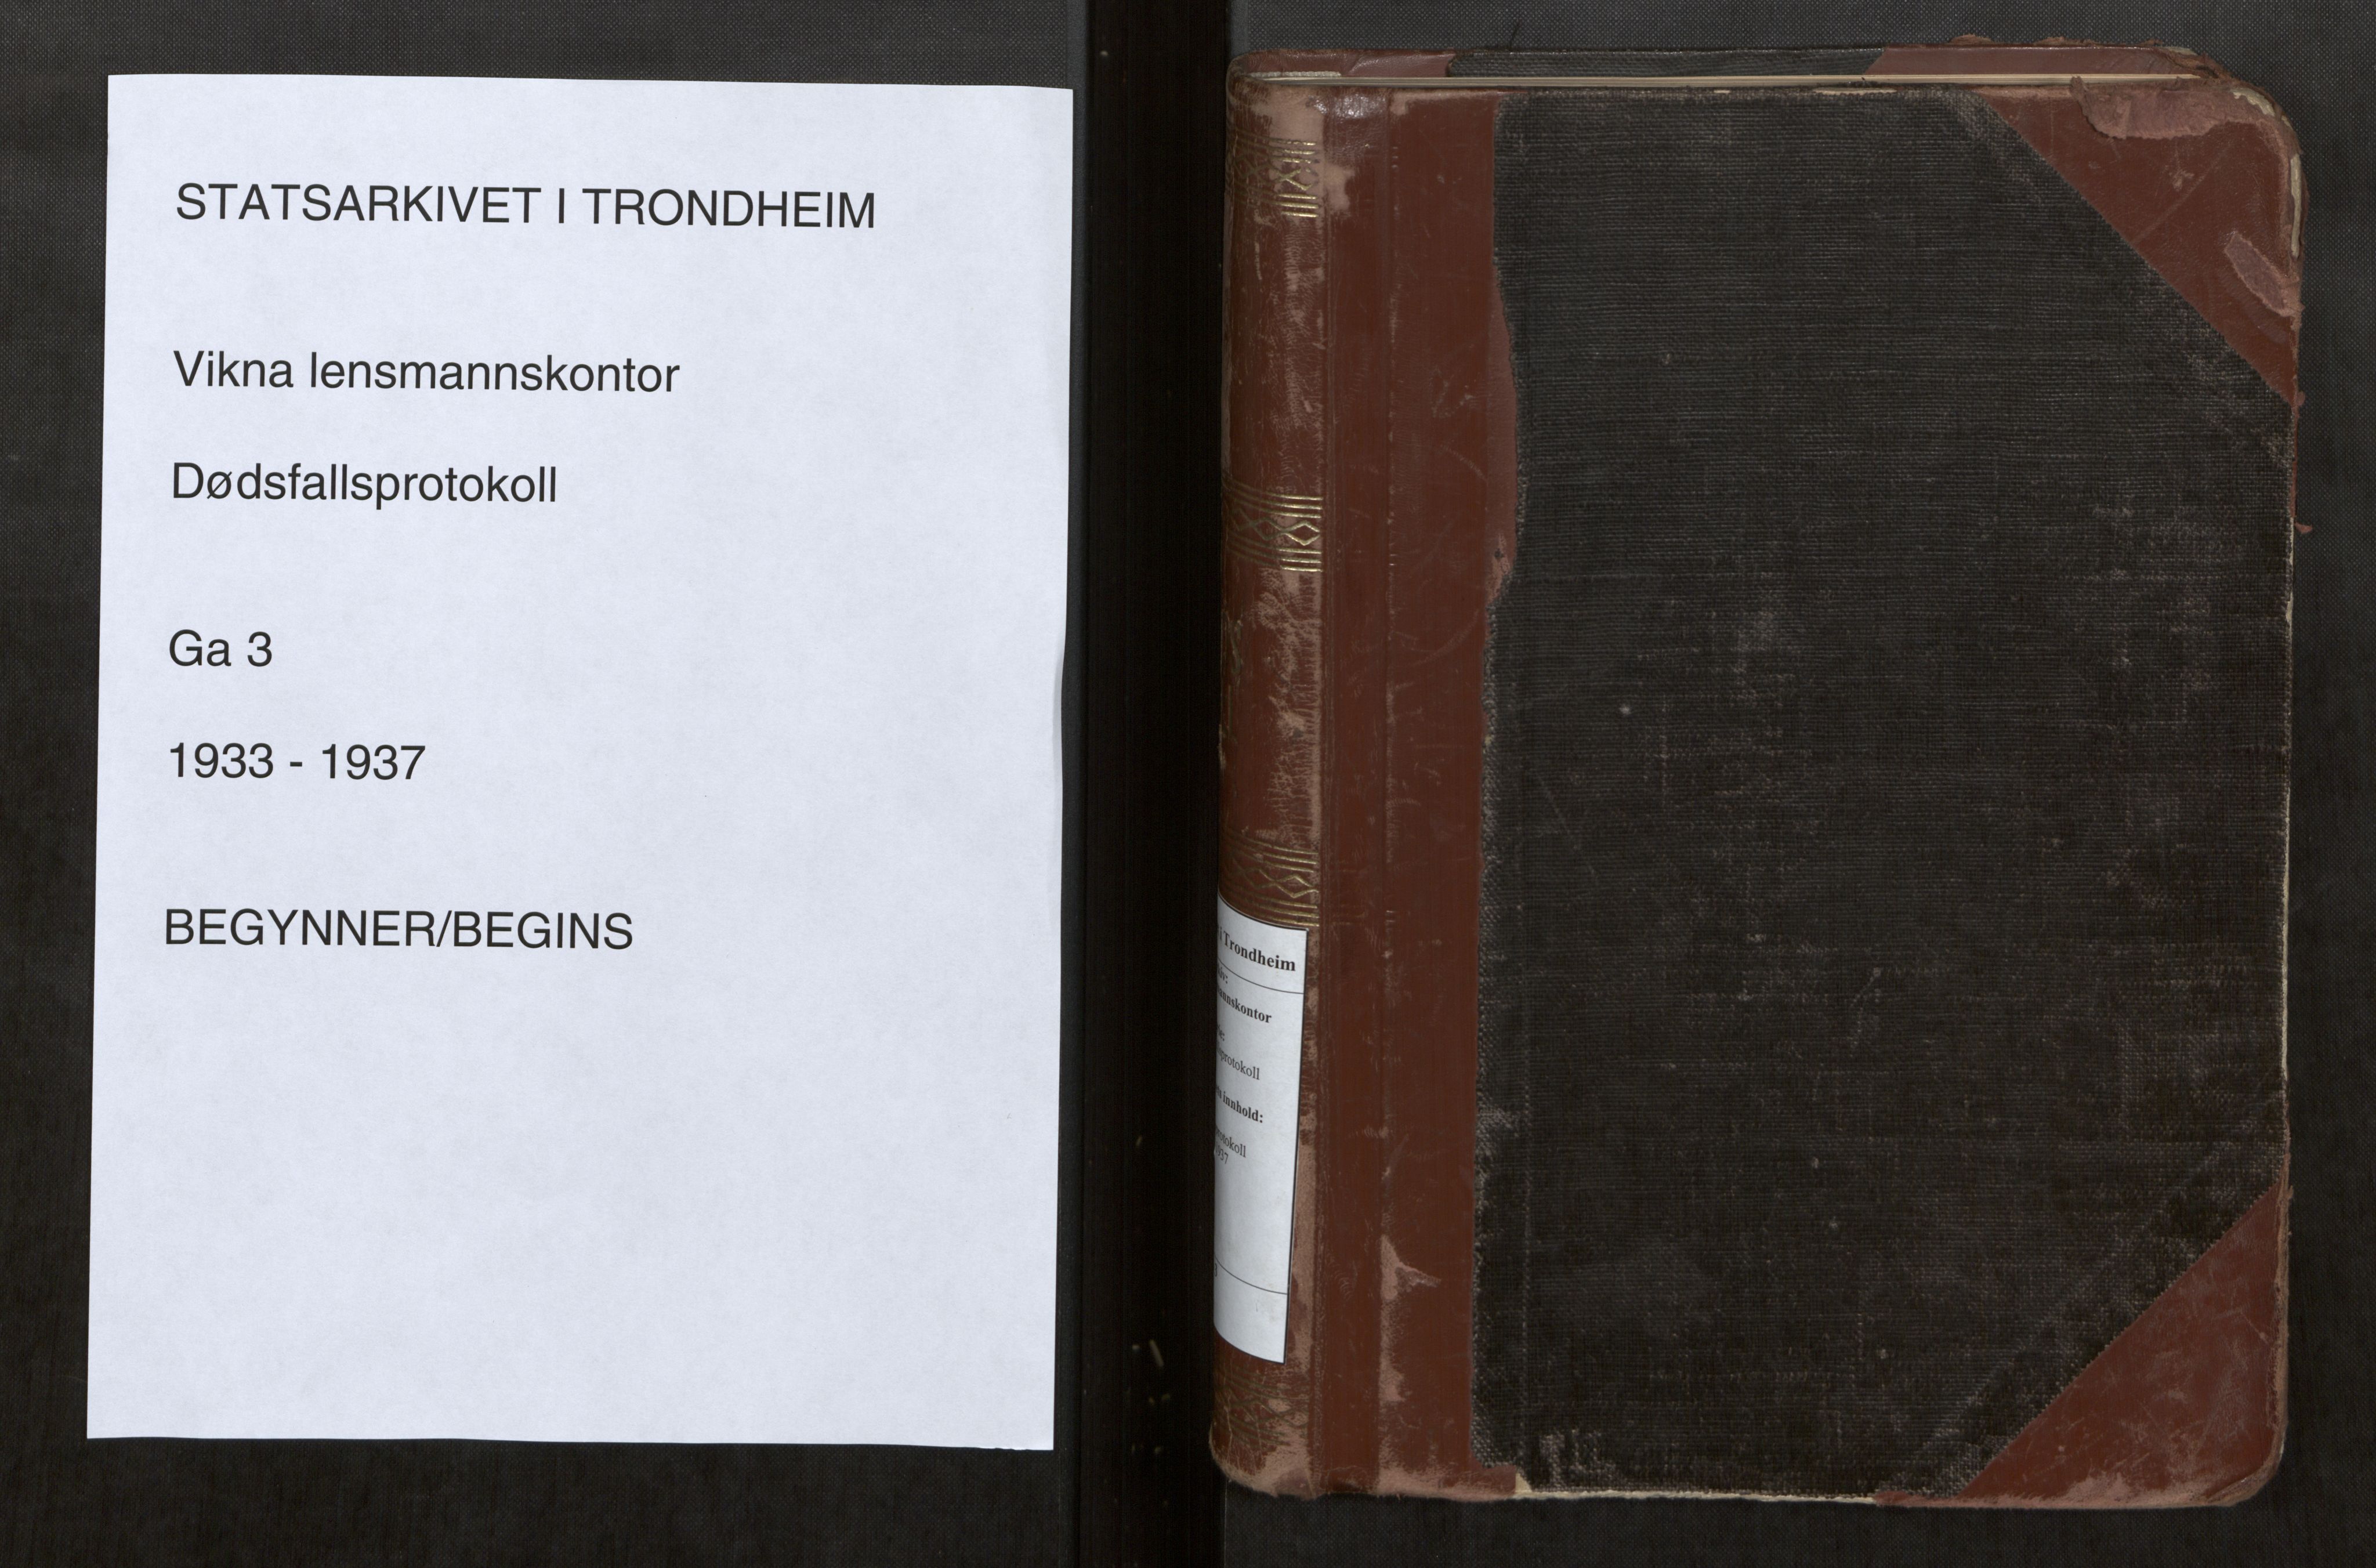 STATSARKIVET I TRONDHEIM
Vikna lensmannskontor
Dødsfallsprotokoll
Ga 3
1933 - 1937
BEGYNNER/BEGINS
i Trondheim
innhold: